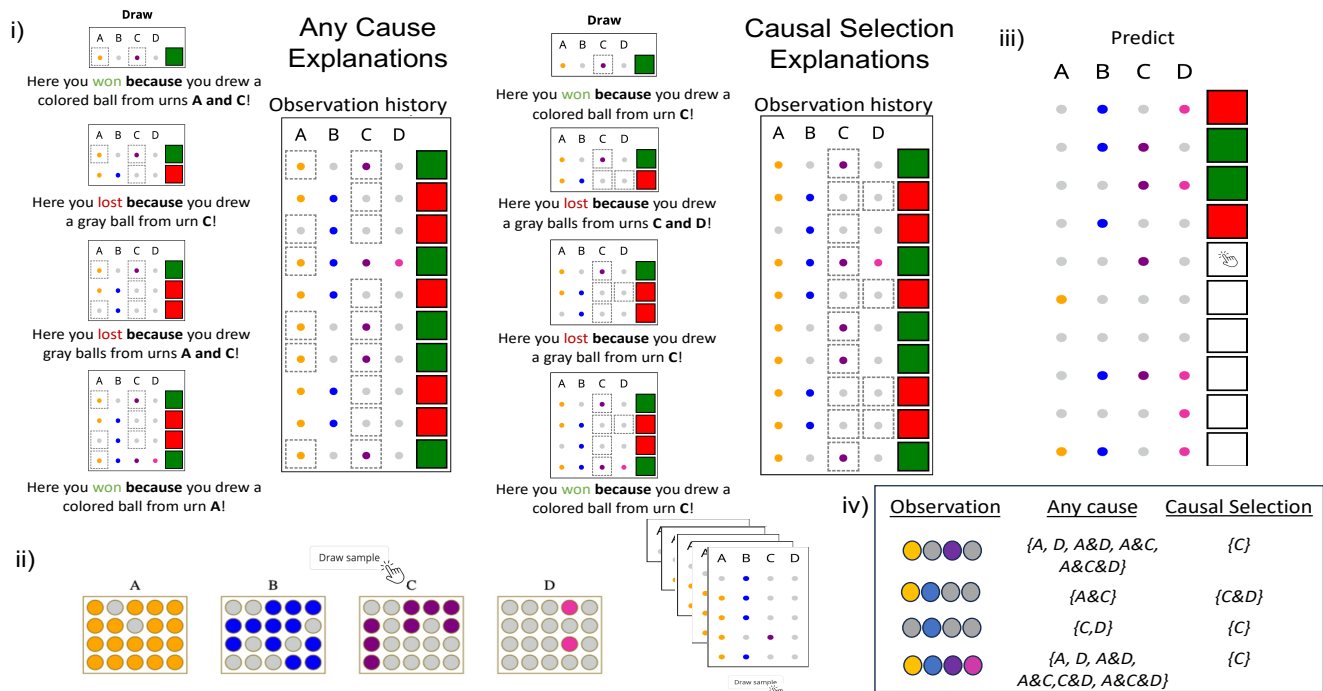 i)
Draw
A B C D
Here you won because you drew a
colored ball from urns A and C!
A B C D
Here you lost because you drew
a gray ball from urn C!
A B C D
Here you lost because you drew
gray balls from urns A and C!
A B C D
Here you won because you drew a
colored ball from urn A!
Any Cause
Explanations
Observation history
A B C D
Draw
A B C D
Here you won because you drew a
colored ball from urn C!
A B C D
Here you lost because you drew
a gray balls from urns C and D!
A B C D
Here you lost because you drew
a gray ball from urn C!
A B C D
Here you won because you drew a
colored ball from urn C!
Causal Selection
Explanations
Observation history
A B C D
iii)
Predict
A B C D
ii)
Draw sample
A B C D
A
A
A
A
A B C D
Draw sample
iv)
Observation Any cause Causal Selection
{A, D, A&D, A&C, {C}
A&C&D}
{A&C} {C&D}
{C,D} {C}
{A, D, A&D, {C}
A&C,C&D, A&C&D}